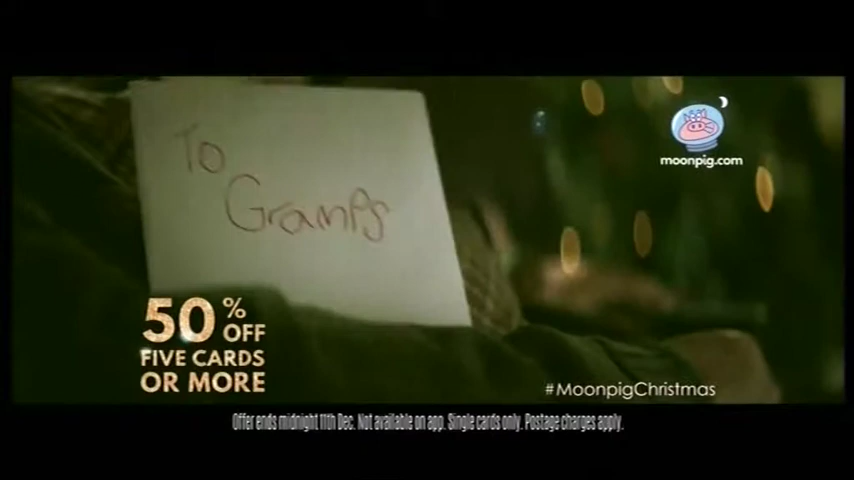 To
Gramps
moonpig.com
50% OFF
FIVE CARDS
OR MORE
#MoonpigChristmas
Offer ends midnight 11th Dec. Not available on app. Single cards only. Postage charges apply.